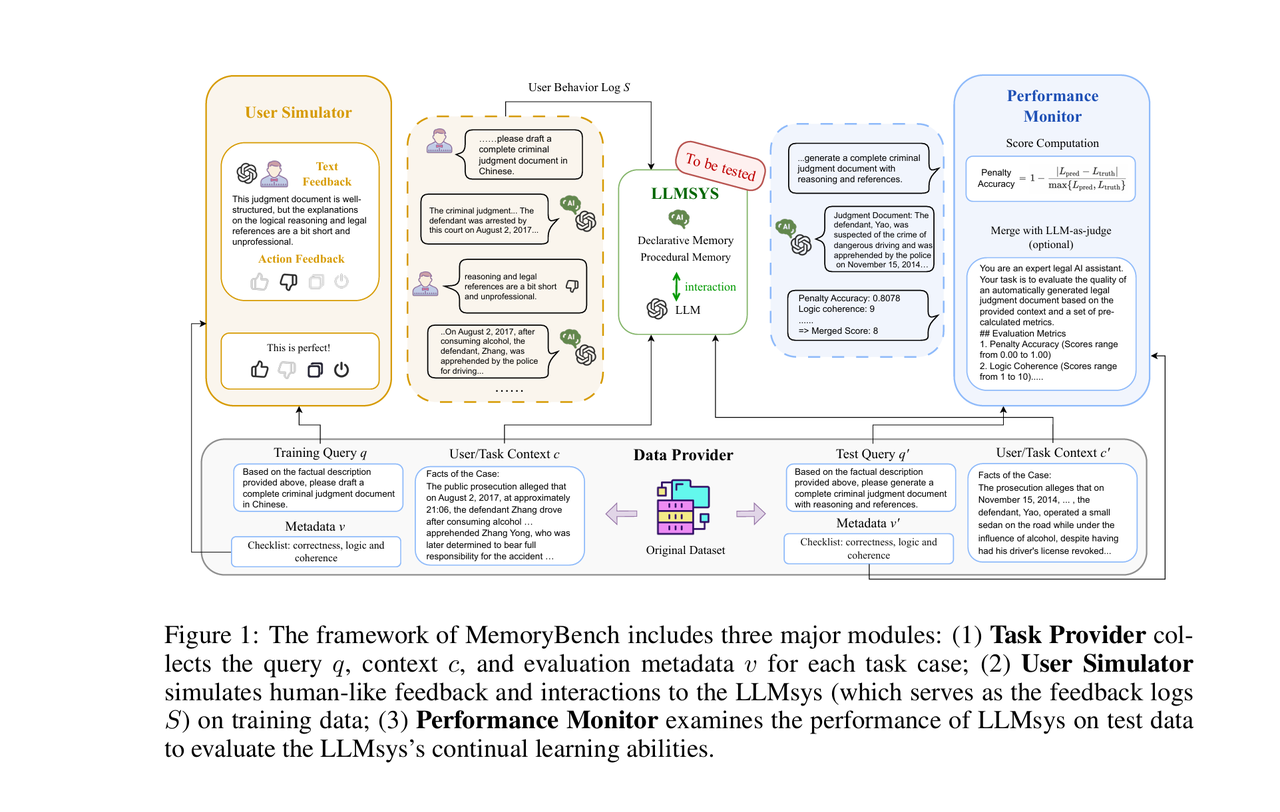 User Behavior Log S
User Simulator
Text
Feedback
This judgment document is well-
structured, but the explanations
on the logical reasoning and legal
references are a bit short and
unprofessional.
Action Feedback
This is perfect!
……please draft a
complete criminal
judgment document in
Chinese.
The criminal judgment... The
defendant was arrested by
this court on August 2, 2017...
AI
reasoning and legal
references are a bit short
and unprofessional.
..On August 2, 2017, after
consuming alcohol, the
defendant, Zhang, was
apprehended by the police
for driving...
AI
……
To be tested
LLMSYS
AI
Declarative Memory
Procedural Memory
interaction
LLM
...generate a complete criminal
judgment document with
reasoning and references.
AI
Judgment Document: The
defendant, Yao, was
suspected of the crime of
dangerous driving and was
apprehended by the police
on November 15, 2014…
Penalty Accuracy: 0.8078
Logic coherence: 9
......
=> Merged Score: 8
Performance
Monitor
Score Computation
Penalty Accuracy = 1 − |L_pred − L_truth| / max{L_pred, L_truth}
Merge with LLM-as-judge
(optional)
You are an expert legal AI assistant.
Your task is to evaluate the quality of
an automatically generated legal
judgment document based on the
provided context and a set of pre-
calculated metrics.
## Evaluation Metrics
1. Penalty Accuracy (Scores range
from 0.00 to 1.00)
2. Logic Coherence (Scores range
from 1 to 10).....
Training Query q
Based on the factual description
provided above, please draft a
complete criminal judgment document
in Chinese.
Metadata v
Checklist: correctness, logic and
coherence
User/Task Context c
Facts of the Case:
The public prosecution alleged that
on August 2, 2017, at approximately
21:06, the defendant Zhang drove
after consuming alcohol …
apprehended Zhang Yong, who was
later determined to bear full
responsibility for the accident …
Data Provider
Original Dataset
Test Query q′
Based on the factual description
provided above, please generate a
complete criminal judgment document
with reasoning and references.
Metadata v′
Checklist: correctness, logic and
coherence
User/Task Context c′
Facts of the Case:
The prosecution alleges that on
November 15, 2014, ... , the
defendant, Yao, operated a small
sedan on the road while under the
influence of alcohol, despite having
had his driver's license revoked...
Figure 1: The framework of MemoryBench includes three major modules: (1) Task Provider col-
lects the query q, context c, and evaluation metadata v for each task case; (2) User Simulator
simulates human-like feedback and interactions to the LLMsys (which serves as the feedback logs
S) on training data; (3) Performance Monitor examines the performance of LLMsys on test data
to evaluate the LLMsys's continual learning abilities.